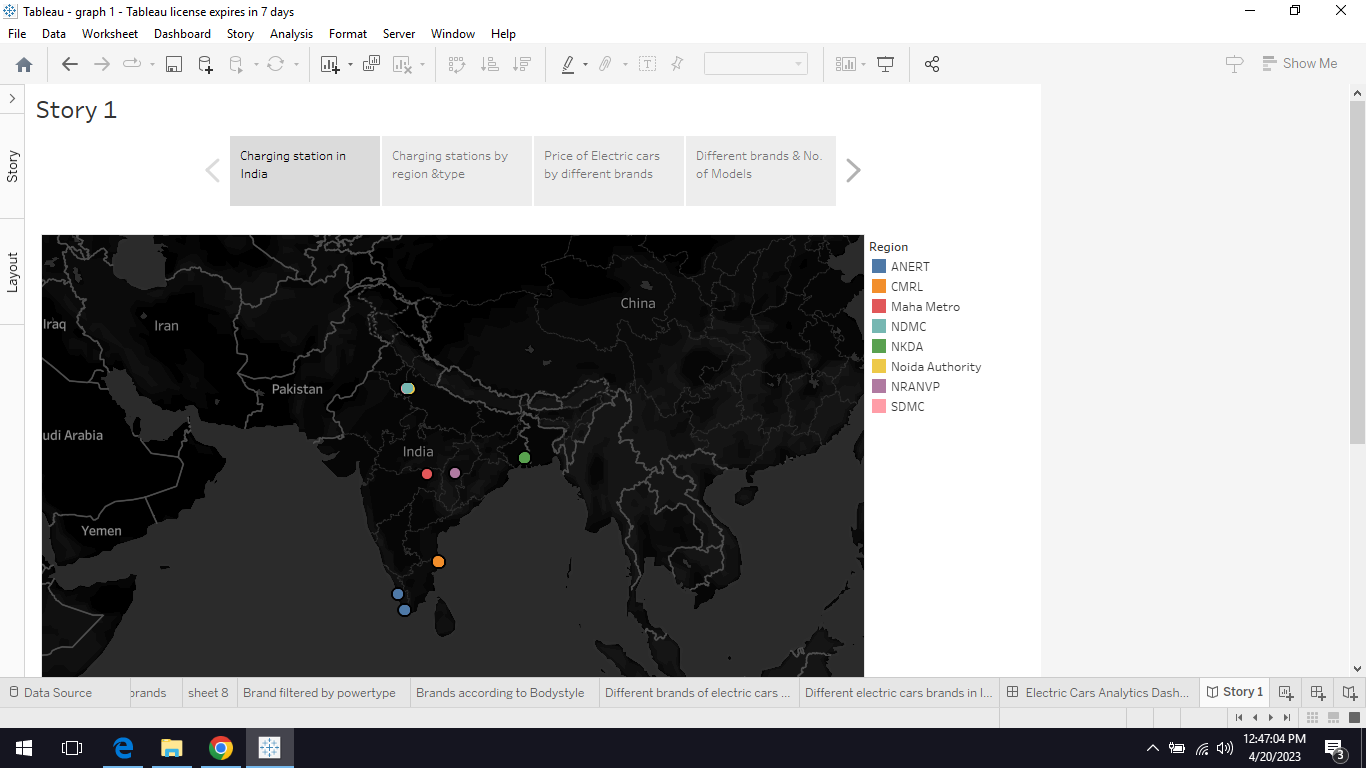 Tableau - graph 1 - Tableau license expires in 7 days
File Data Worksheet Dashboard Story Analysis Format Server Window Help
Show Me
Story
Layout
Story 1
Charging station in
India
Charging stations by
region &type
Price of Electric cars
by different brands
Different brands & No.
of Models
Iraq
Iran
Pakistan
udi Arabia
Yemen
India
China
Region
ANERT
CMRL
Maha Metro
NDMC
NKDA
Noida Authority
NRANVP
SDMC
Data Source brands sheet 8 Brand filtered by powertype Brands according to Bodystyle Different brands of electric cars ... Different electric cars brands in I... Electric Cars Analytics Dash... Story 1
12:47:04 PM
4/20/2023
3